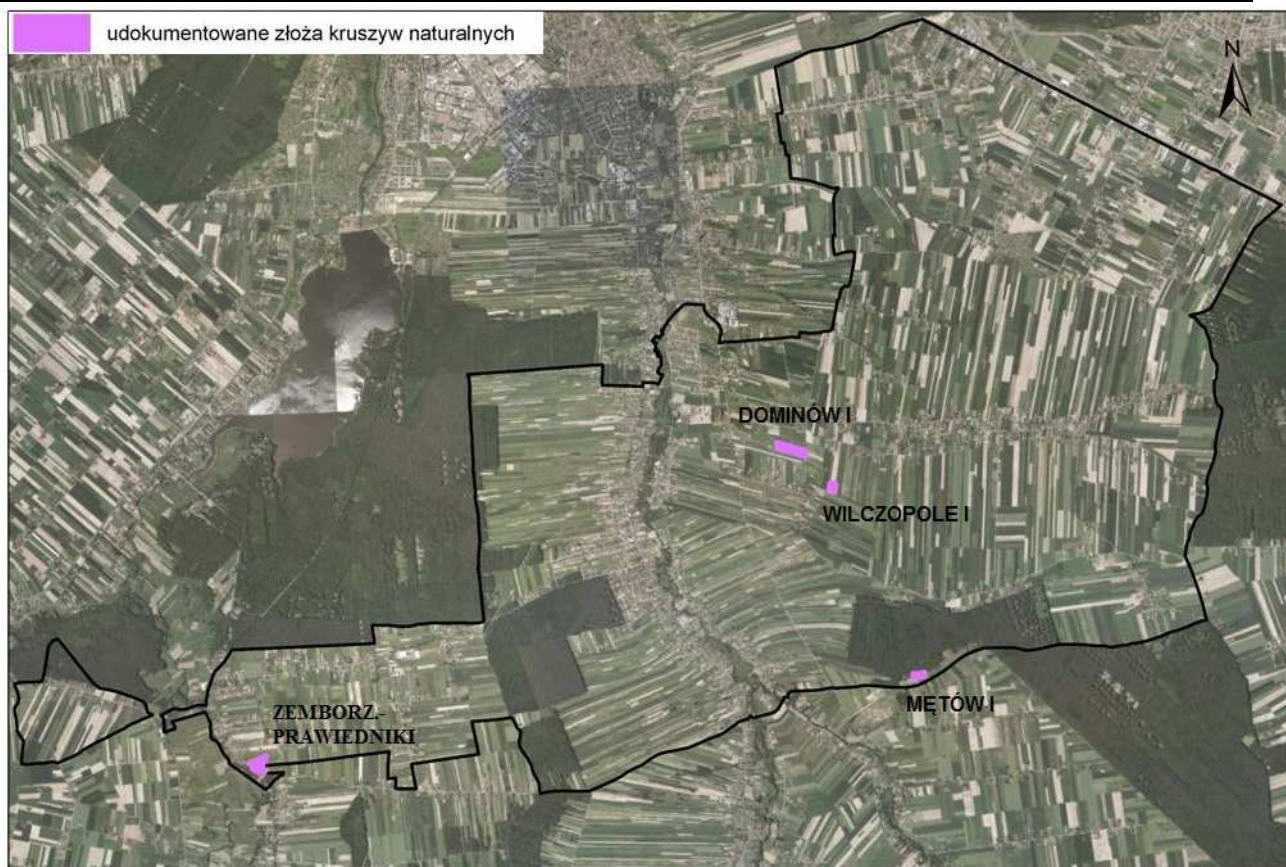 udokumentowane złoża kruszyw naturalnych
N
DOMINÓW I
WILCZOPOLE I
MĘTÓW I
ZEMBORZ.-
PRAWIEDNIKI